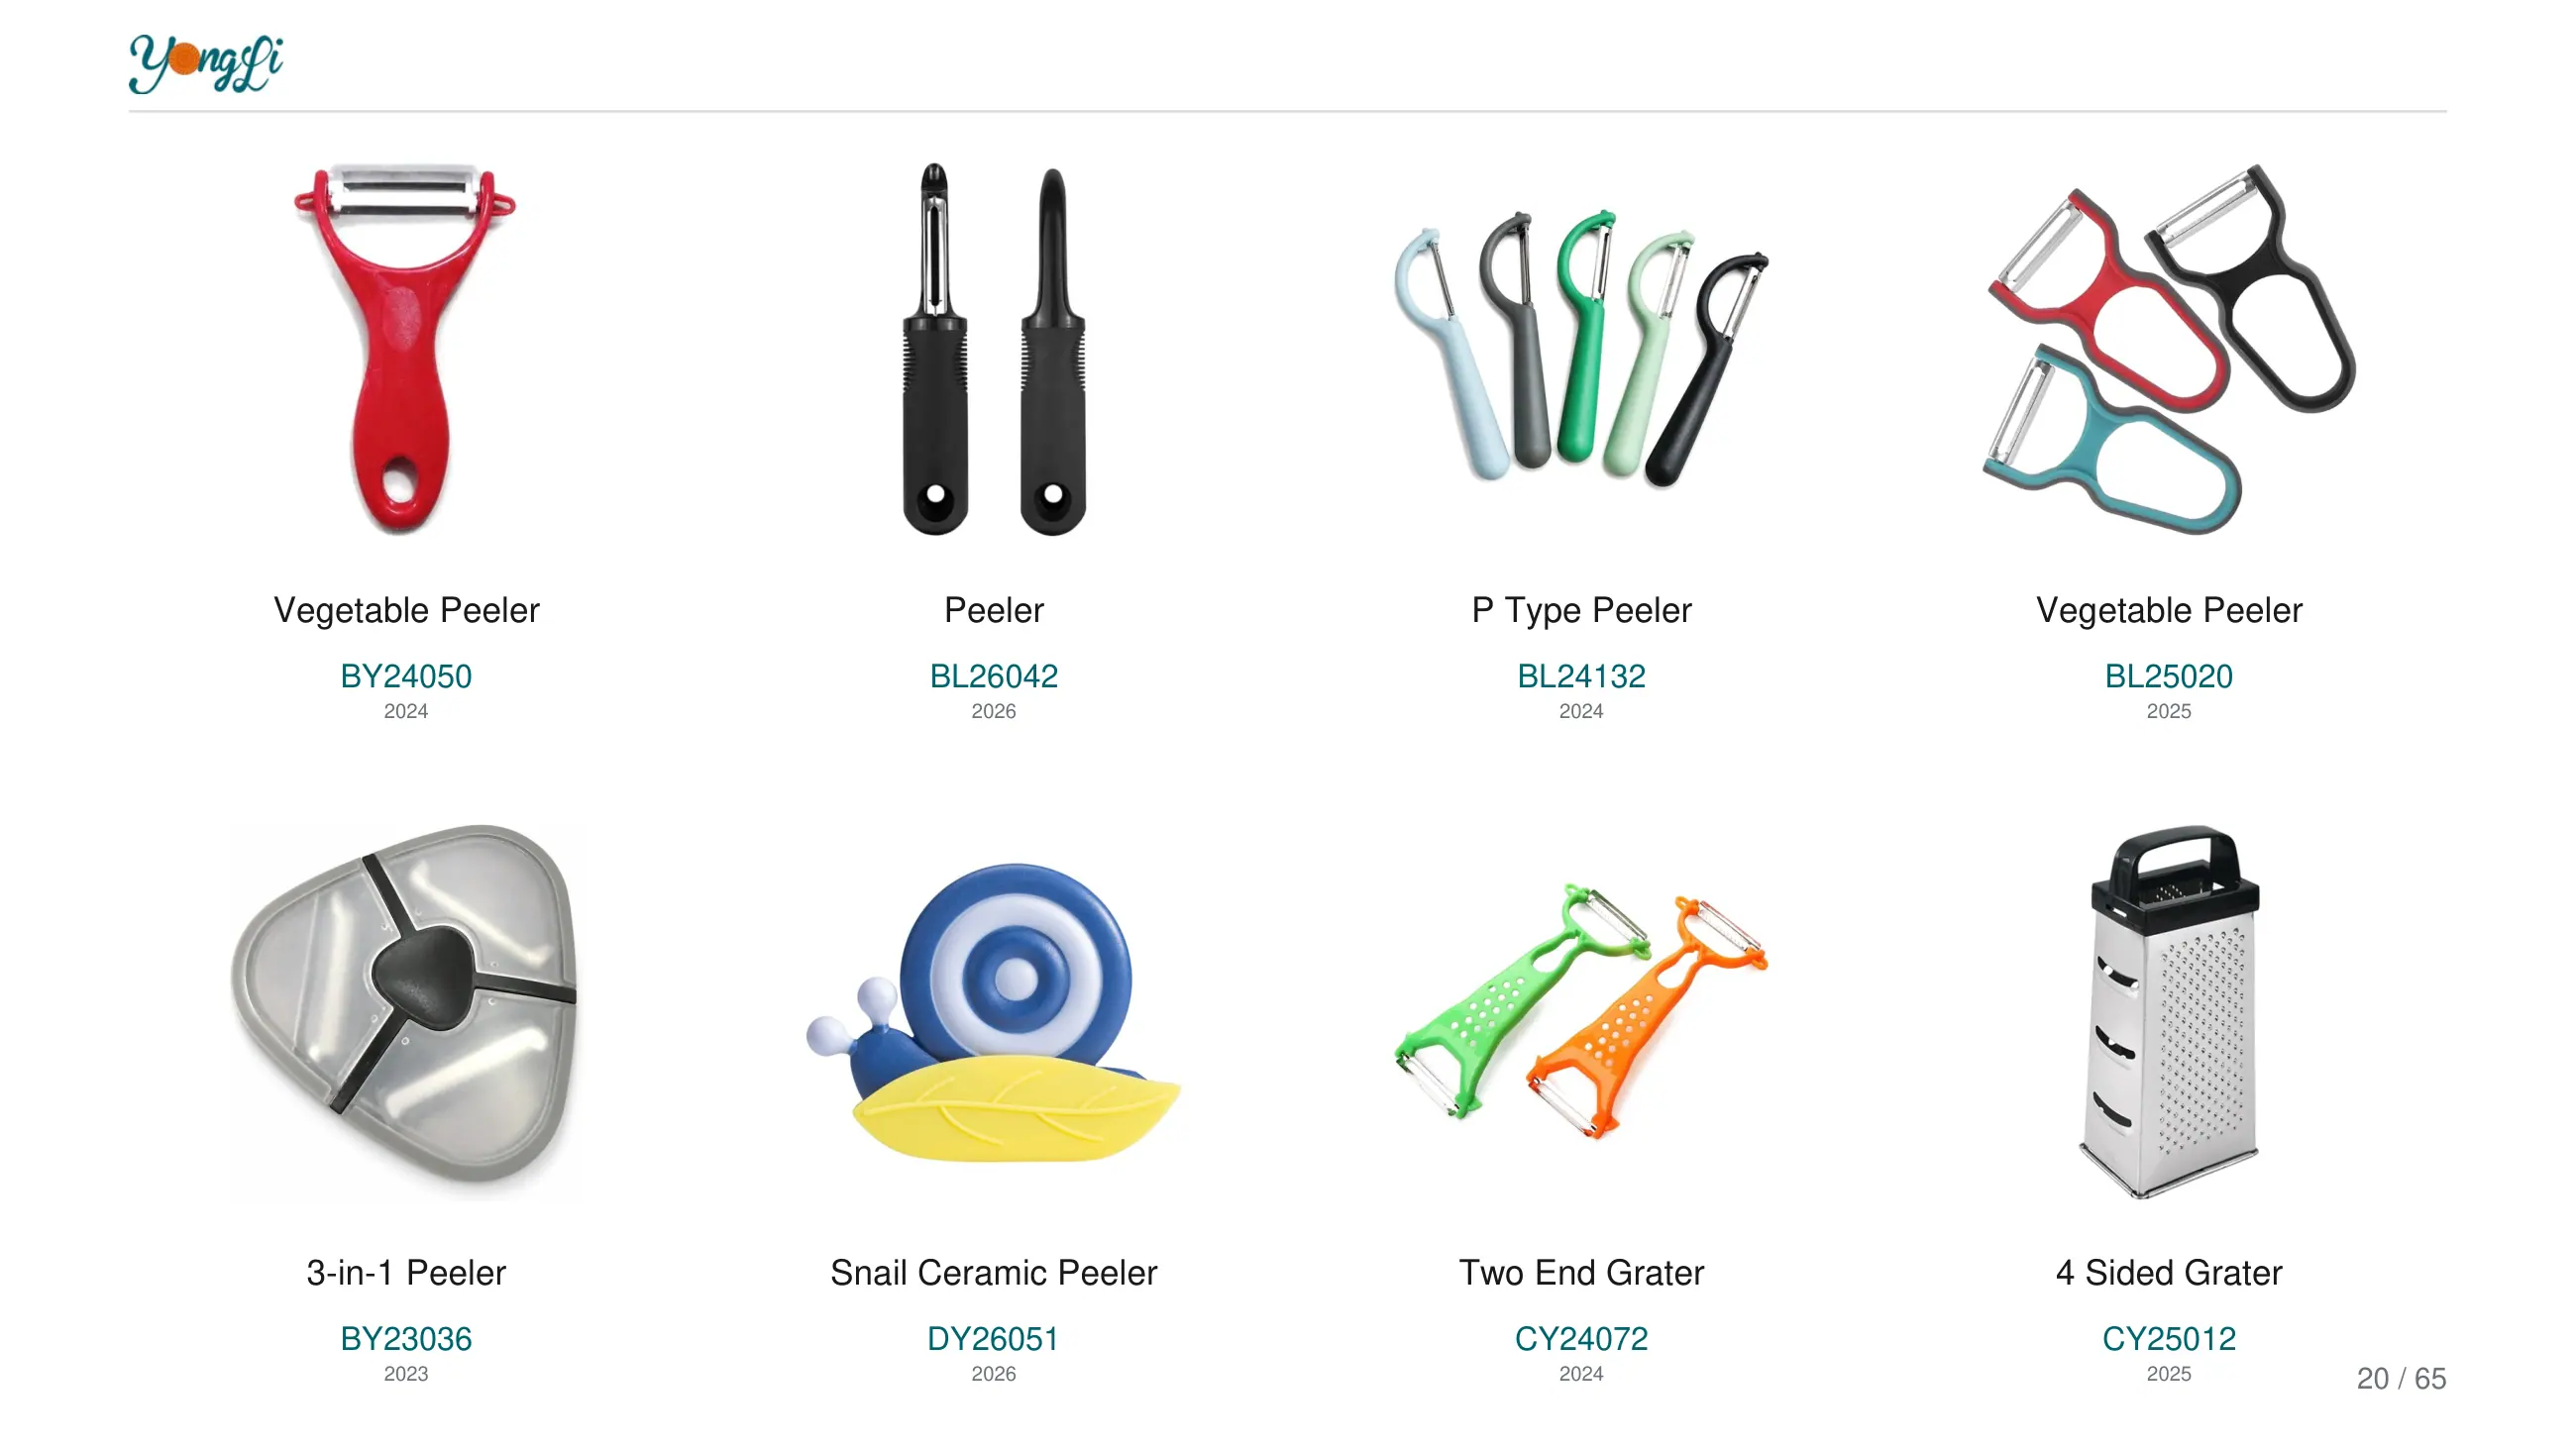 YongLi
Vegetable Peeler
BY24050
2024
Peeler
BL26042
2026
P Type Peeler
BL24132
2024
Vegetable Peeler
BL25020
2025
3-in-1 Peeler
BY23036
2023
Snail Ceramic Peeler
DY26051
2026
Two End Grater
CY24072
2024
4 Sided Grater
CY25012
2025
20 / 65